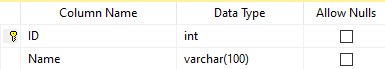 Column Name Data Type Allow Nulls
ID int
Name varchar(100)